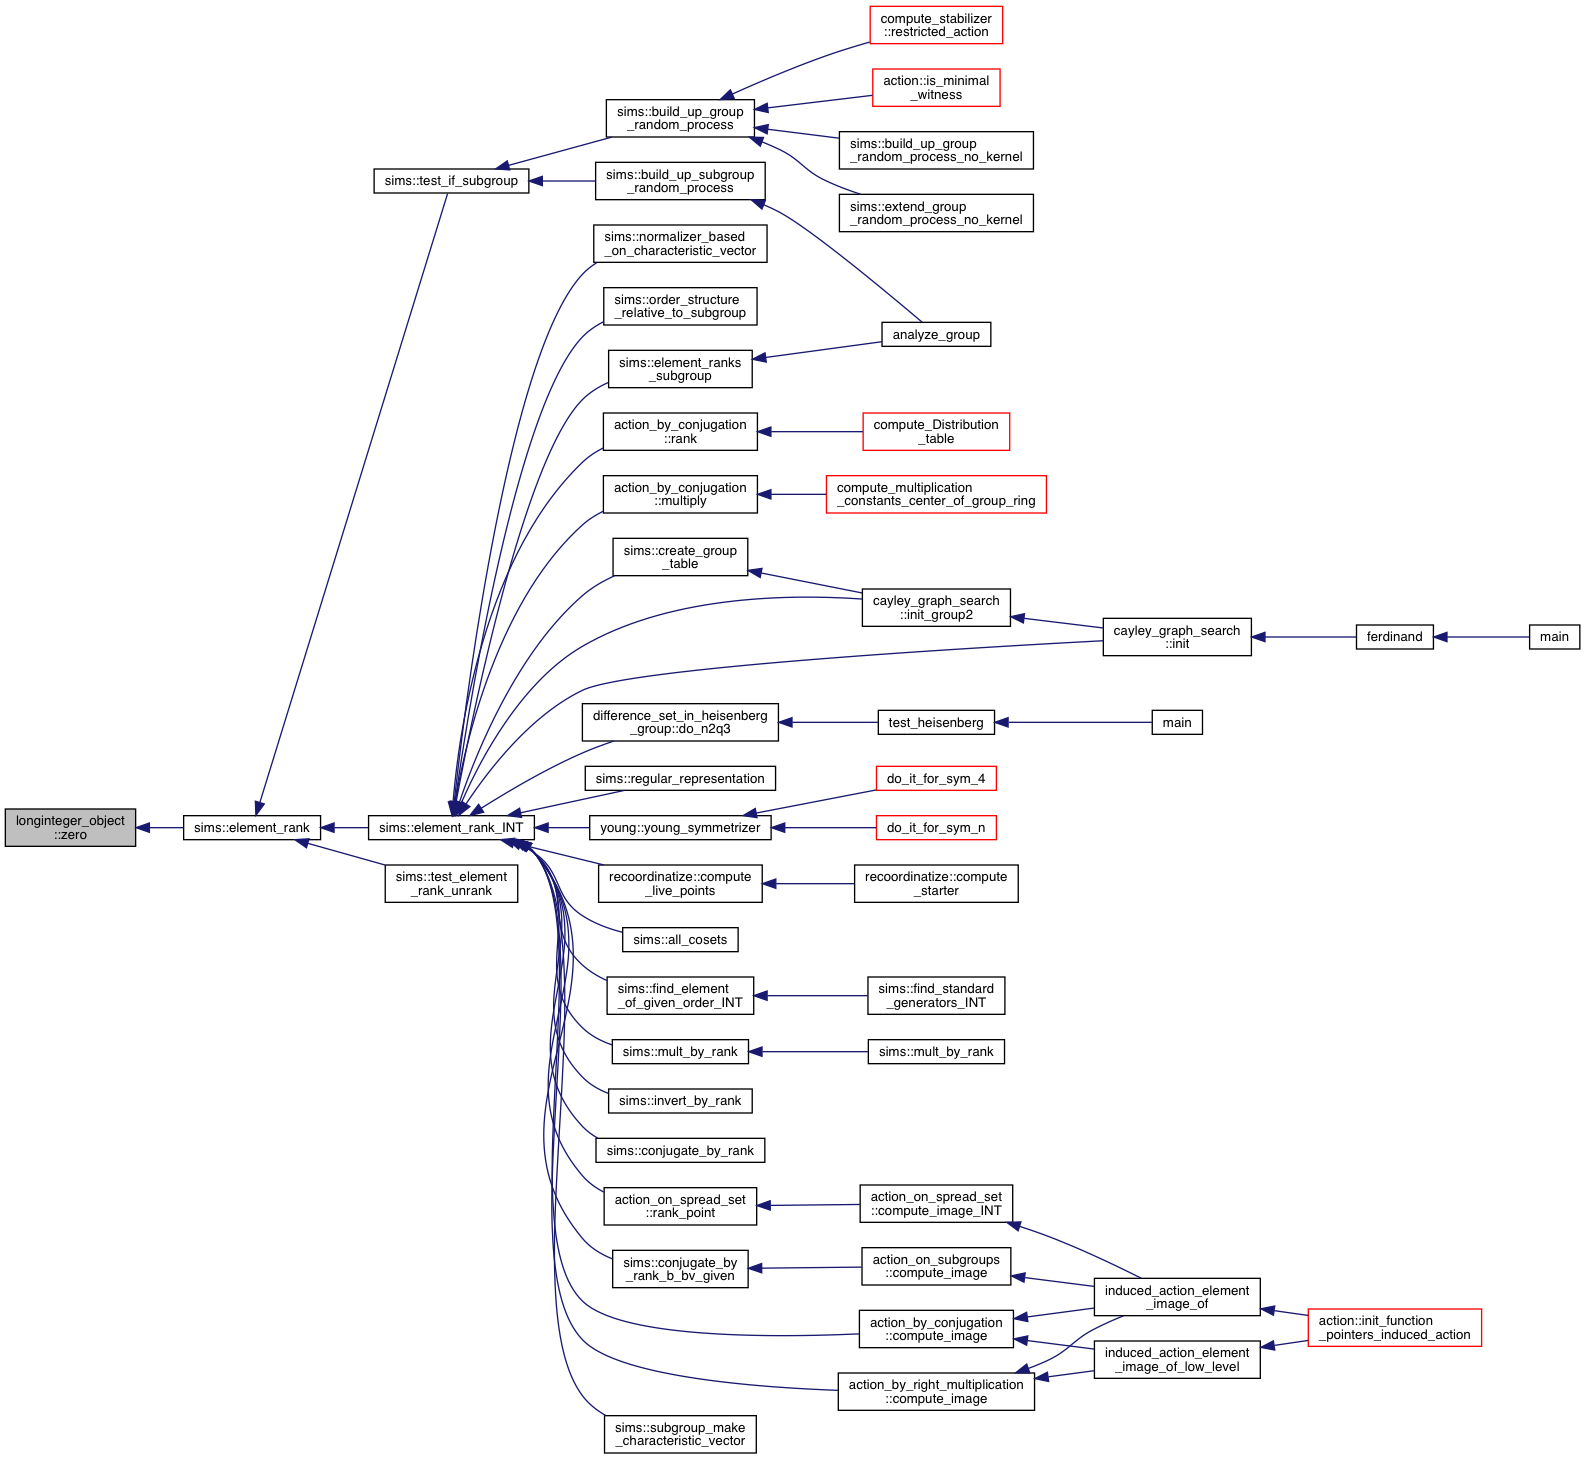 compute_stabilizer
::restricted_action
action::is_minimal
_witness
sims::build_up_group
_random_process
sims::build_up_group
_random_process_no_kernel
sims::test_if_subgroup
sims::build_up_subgroup
_random_process
sims::extend_group
_random_process_no_kernel
sims::normalizer_based
_on_characteristic_vector
sims::order_structure
_relative_to_subgroup
analyze_group
sims::element_ranks
_subgroup
action_by_conjugation
::rank
compute_Distribution
_table
action_by_conjugation
::multiply
compute_multiplication
_constants_center_of_group_ring
sims::create_group
_table
cayley_graph_search
::init_group2
cayley_graph_search
::init
ferdinand
main
difference_set_in_heisenberg
_group::do_n2q3
test_heisenberg
main
sims::regular_representation
do_it_for_sym_4
longinteger_object
::zero
sims::element_rank
sims::element_rank_INT
young::young_symmetrizer
do_it_for_sym_n
sims::test_element
_rank_unrank
recoordinatize::compute
_live_points
recoordinatize::compute
_starter
sims::all_cosets
sims::find_element
_of_given_order_INT
sims::find_standard
_generators_INT
sims::mult_by_rank
sims::mult_by_rank
sims::invert_by_rank
sims::conjugate_by_rank
action_on_spread_set
::rank_point
action_on_spread_set
::compute_image_INT
sims::conjugate_by
_rank_b_bv_given
action_on_subgroups
::compute_image
induced_action_element
_image_of
action_by_conjugation
::compute_image
action::init_function
_pointers_induced_action
induced_action_element
_image_of_low_level
action_by_right_multiplication
::compute_image
sims::subgroup_make
_characteristic_vector